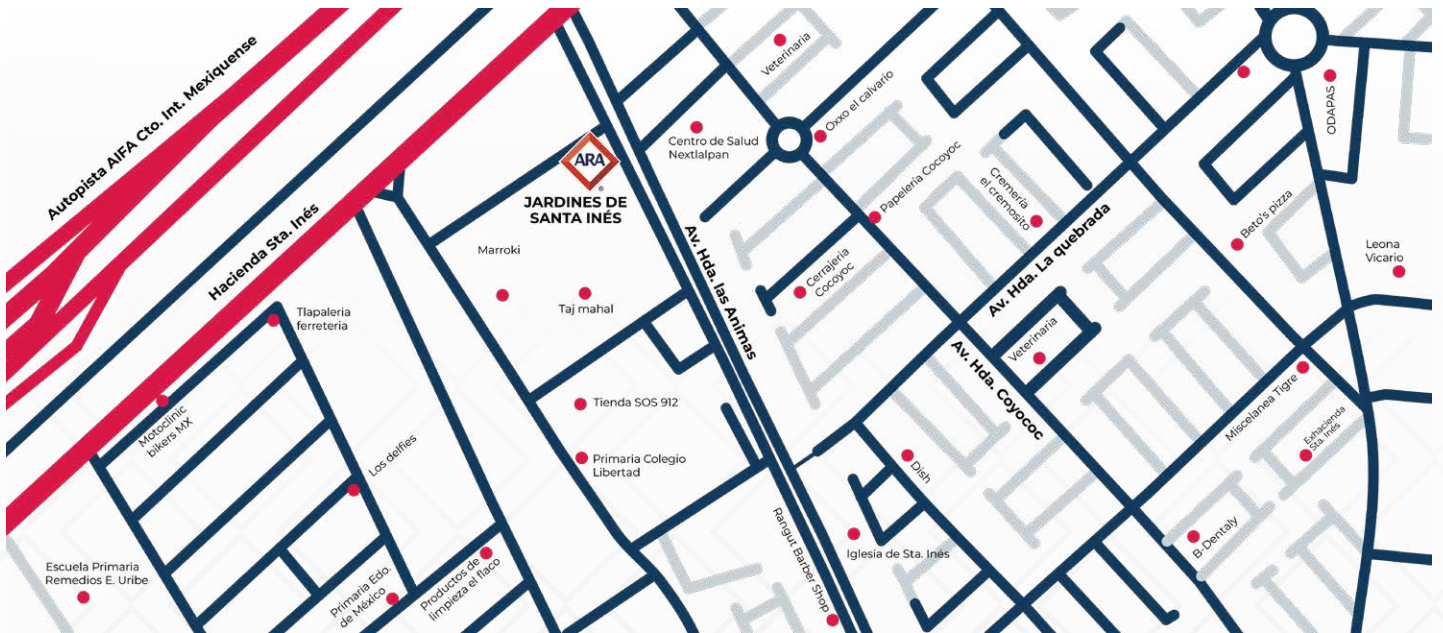 Autopista AIFA Cto. Int. Mexiquense
Hacienda Sta. Inés
ARA
®
JARDINES DE
SANTA INÉS
Veterinaria
Centro de Salud
Nextlalpan
Oxxo el calvario
Papeleria Cocoyoc
Cremería
el cremosito
ODAPAS
Beto's pizza
Leona
Vicario
Marroki
Taj mahal
Av. Hda. las Animas
Cerrajeria
Cocoyoc
Av. Hda. La quebrada
Tlapaleria
ferreteria
Veterinaria
Av. Hda. Coyococ
Motoclinic
bikers MX
Tienda SOS 912
Miscelanea Tigre
Exhacienda
Sta. Inés
Los delfies
Primaria Colegio
Libertad
Dish
Rangut Barber Shop
Iglesia de Sta. Inés
B-Dentaly
Escuela Primaria
Remedios E. Uribe
Primaria Edo.
de México
Productos de
limpieza el flaco